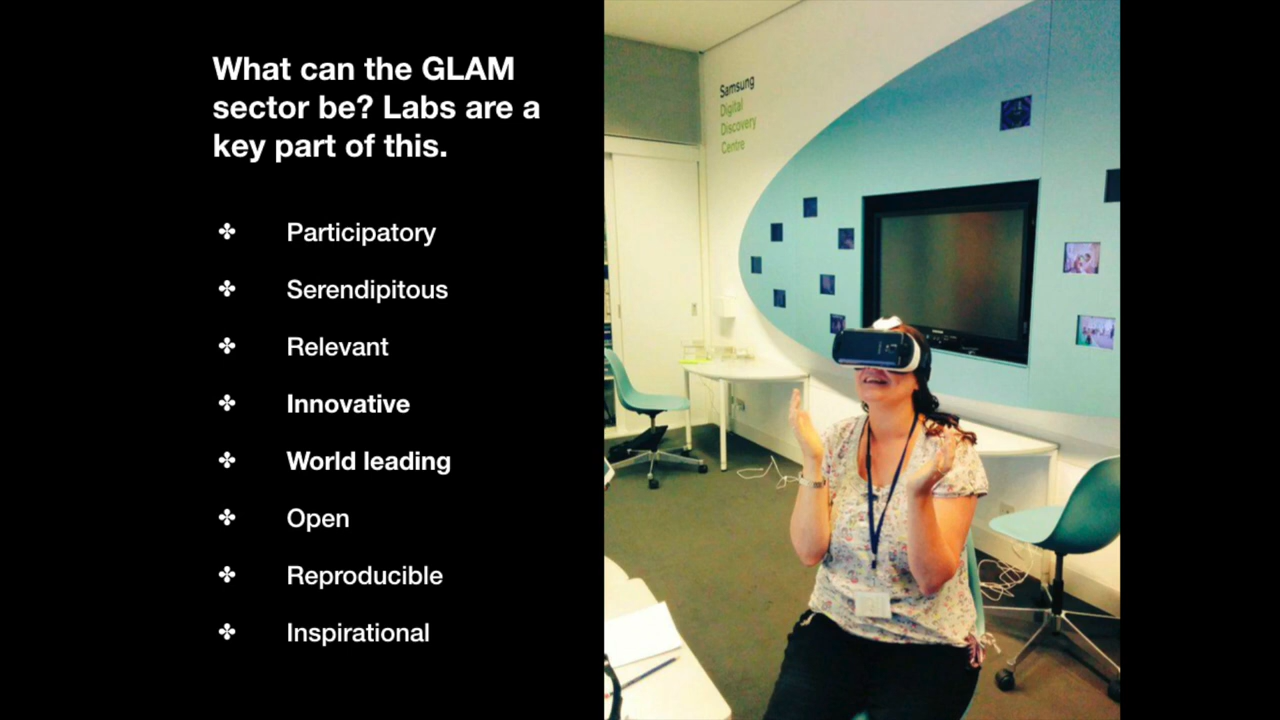 What can the GLAM
sector be? Labs are a
key part of this.
✤ Participatory
✤ Serendipitous
✤ Relevant
✤ Innovative
✤ World leading
✤ Open
✤ Reproducible
✤ Inspirational
Samsung
Digital
Discovery
Centre